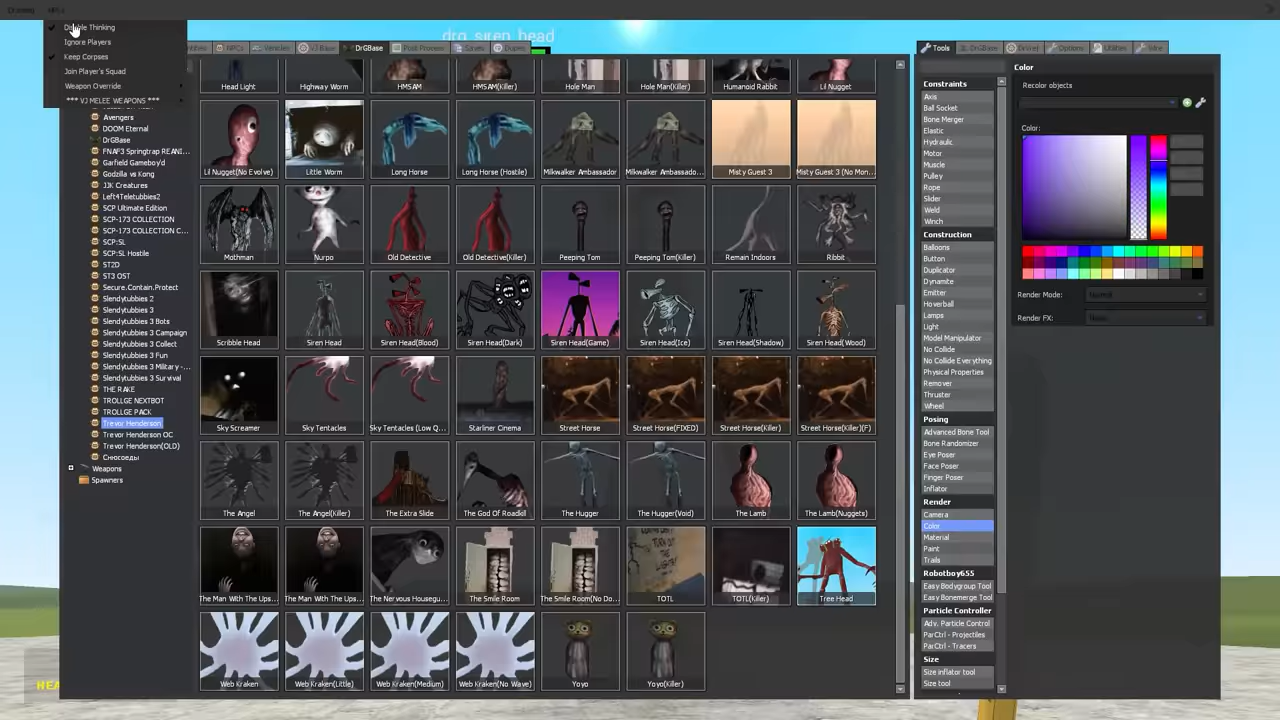 Drawing NPCs
Disable Thinking
Ignore Players
Keep Corpses
Join Player's Squad
Weapon Override
*** VJ MELEE WEAPONS ***
drg_siren_head
NPCs
Vehicles
VJ Base
DrGBase
Post Process
Saves
Dupes
Avengers
DOOM Eternal
DrGBase
FNAF3 Springtrap REANI...
Garfield Gameboy'd
Godzilla vs Kong
JJK Creatures
Left4Teletubbies2
SCP Ultimate Edition
SCP-173 COLLECTION
SCP-173 COLLECTION C...
SCP:SL
SCP:SL Hostile
ST2D
ST3 OST
Secure.Contain.Protect
Slendytubbies 2
Slendytubbies 3
Slendytubbies 3 Bots
Slendytubbies 3 Campaign
Slendytubbies 3 Collect
Slendytubbies 3 Fun
Slendytubbies 3 Military -...
Slendytubbies 3 Survival
THE RAKE
TROLLGE NEXTBOT
TROLLGE PACK
Trevor Henderson
Trevor Henderson OC
Trevor Henderson(OLD)
Сносоеды
Weapons
Spawners
Head Light
Highway Worm
HMSAM
HMSAM(Killer)
Hole Man
Hole Man(Killer)
Humanoid Rabbit
Lil Nugget
Lil Nugget(No Evolve)
Little Worm
Long Horse
Long Horse (Hostile)
Milkwalker Ambassador
Milkwalker Ambassado...
Misty Guest 3
Misty Guest 3 (No Mon...
Mothman
Nurpo
Old Detective
Old Detective(Killer)
Peeping Tom
Peeping Tom(Killer)
Remain Indoors
Ribbit
Scribble Head
Siren Head
Siren Head(Blood)
Siren Head(Dark)
Siren Head(Game)
Siren Head(Ice)
Siren Head(Shadow)
Siren Head(Wood)
Sky Screamer
Sky Tentacles
Sky Tentacles (Low Q...
Starliner Cinema
Street Horse
Street Horse(FIXED)
Street Horse(Killer)
Street Horse(Killer)(F)
The Angel
The Angel(Killer)
The Extra Slide
The God Of Roadkill
The Hugger
The Hugger(Void)
The Lamb
The Lamb(Nuggets)
The Man With The Ups...
The Man With The Ups...
The Nervous Housegu...
The Smile Room
The Smile Room(No Do...
TOTL
TOTL(Killer)
Tree Head
Web Kraken
Web Kraken(Little)
Web Kraken(Medium)
Web Kraken(No Wave)
Yoyo
Yoyo(Killer)
Tools
DrGBase
Options
Utilities
Wire
Constraints
Axis
Ball Socket
Bone Merger
Elastic
Hydraulic
Motor
Muscle
Pulley
Rope
Slider
Weld
Winch
Construction
Balloons
Button
Duplicator
Dynamite
Emitter
Hoverball
Lamps
Light
Model Manipulator
No Collide
No Collide Everything
Physical Properties
Remover
Thruster
Wheel
Posing
Advanced Bone Tool
Bone Randomizer
Eye Poser
Face Poser
Finger Poser
Inflator
Render
Camera
Color
Material
Paint
Trails
Robotboy655
Easy Bodygroup Tool
Easy Bonemerge Tool
Particle Controller
Adv. Particle Control
ParCtrl - Projectiles
ParCtrl - Tracers
Size
Size inflator tool
Size tool
Color
Recolor objects
Color:
Render Mode:
Normal
Render FX:
None